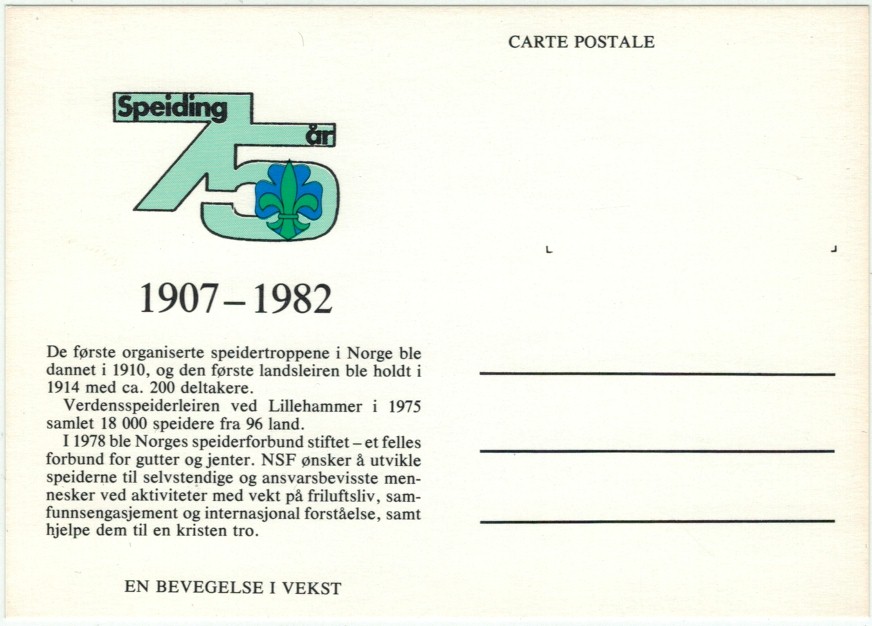 CARTE POSTALE
Speiding
75
år
1907–1982
De første organiserte speidertroppene i Norge ble
dannet i 1910, og den første landsleiren ble holdt i
1914 med ca. 200 deltakere.
Verdensspeiderleiren ved Lillehammer i 1975
samlet 18 000 speidere fra 96 land.
I 1978 ble Norges speiderforbund stiftet – et felles
forbund for gutter og jenter. NSF ønsker å utvikle
speiderne til selvstendige og ansvarsbevisste men-
nesker ved aktiviteter med vekt på friluftsliv, sam-
funnsengasjement og internasjonal forståelse, samt
hjelpe dem til en kristen tro.
EN BEVEGELSE I VEKST